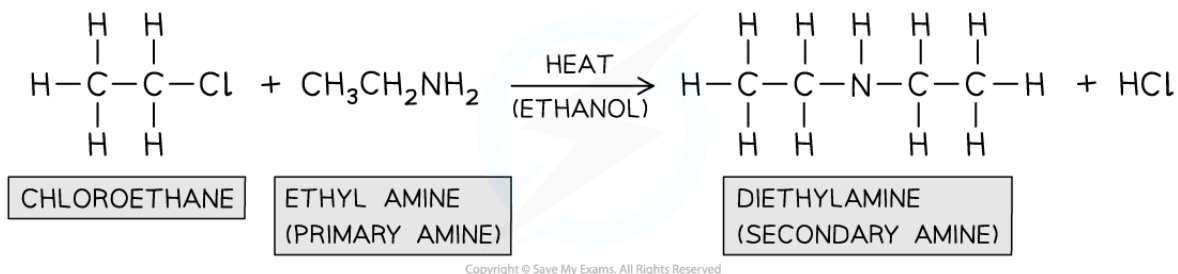 H H
H—C—C—Cl + CH₃CH₂NH₂
H H
HEAT
(ETHANOL)
H H H H H
H—C—C—N—C—C—H + HCl
H H H H
CHLOROETHANE
ETHYL AMINE
(PRIMARY AMINE)
DIETHYLAMINE
(SECONDARY AMINE)
Copyright © Save My Exams. All Rights Reserved